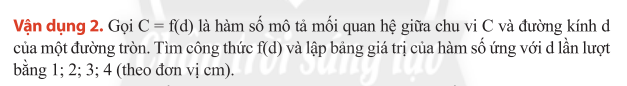 Vận dụng 2. Gọi C = f(d) là hàm số mô tả mối quan hệ giữa chu vi C và đường kính d
của một đường tròn. Tìm công thức f(d) và lập bảng giá trị của hàm số ứng với d lần lượt
bằng 1; 2; 3; 4 (theo đơn vị cm).